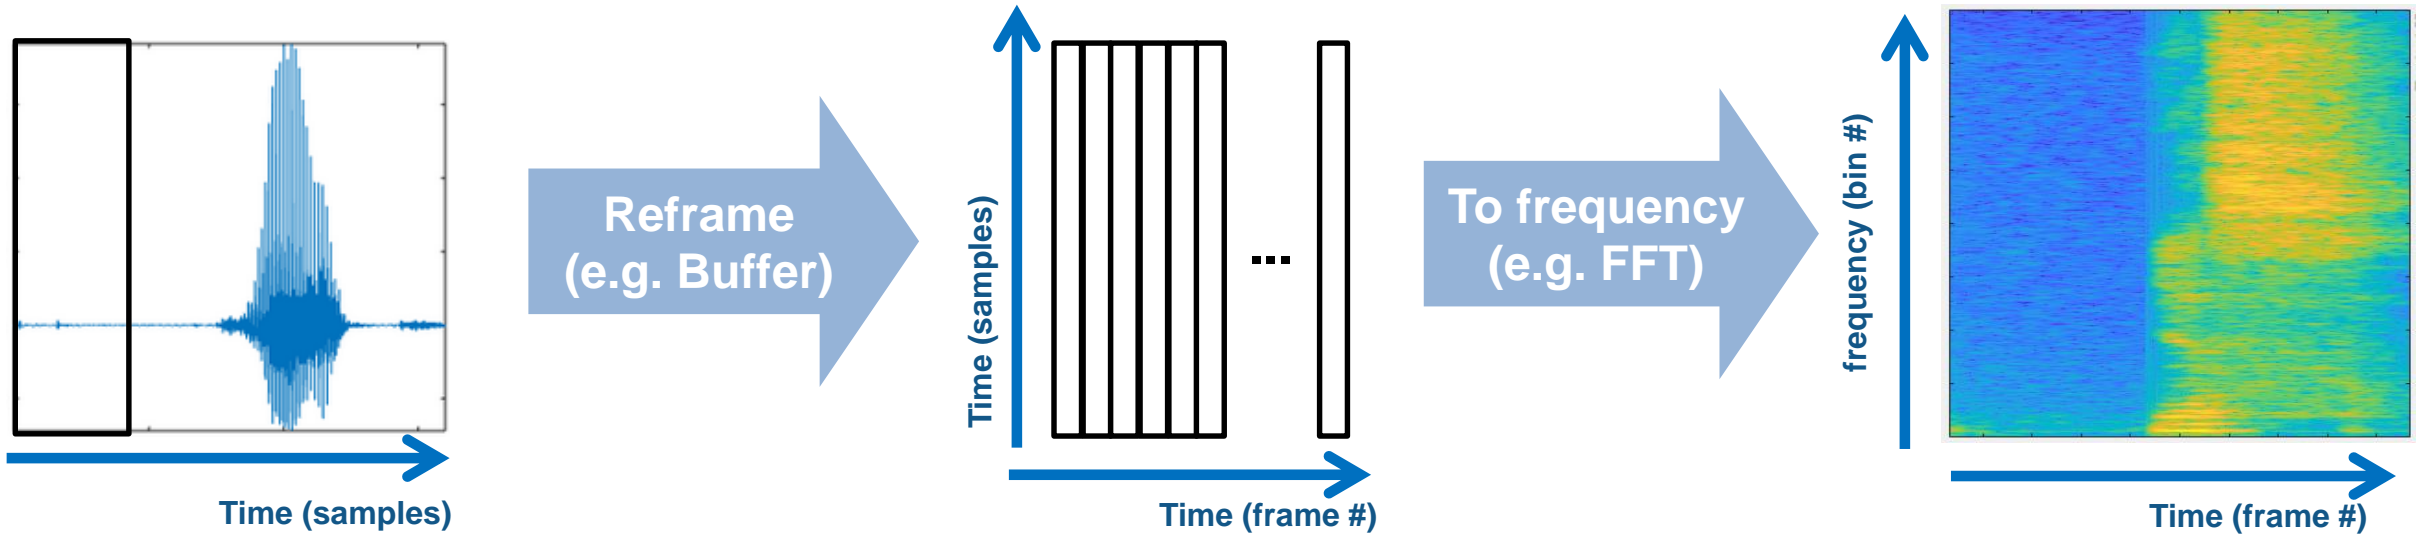 Time (samples)
Reframe
(e.g. Buffer)
Time (samples)
...
Time (frame #)
To frequency
(e.g. FFT)
frequency (bin #)
Time (frame #)